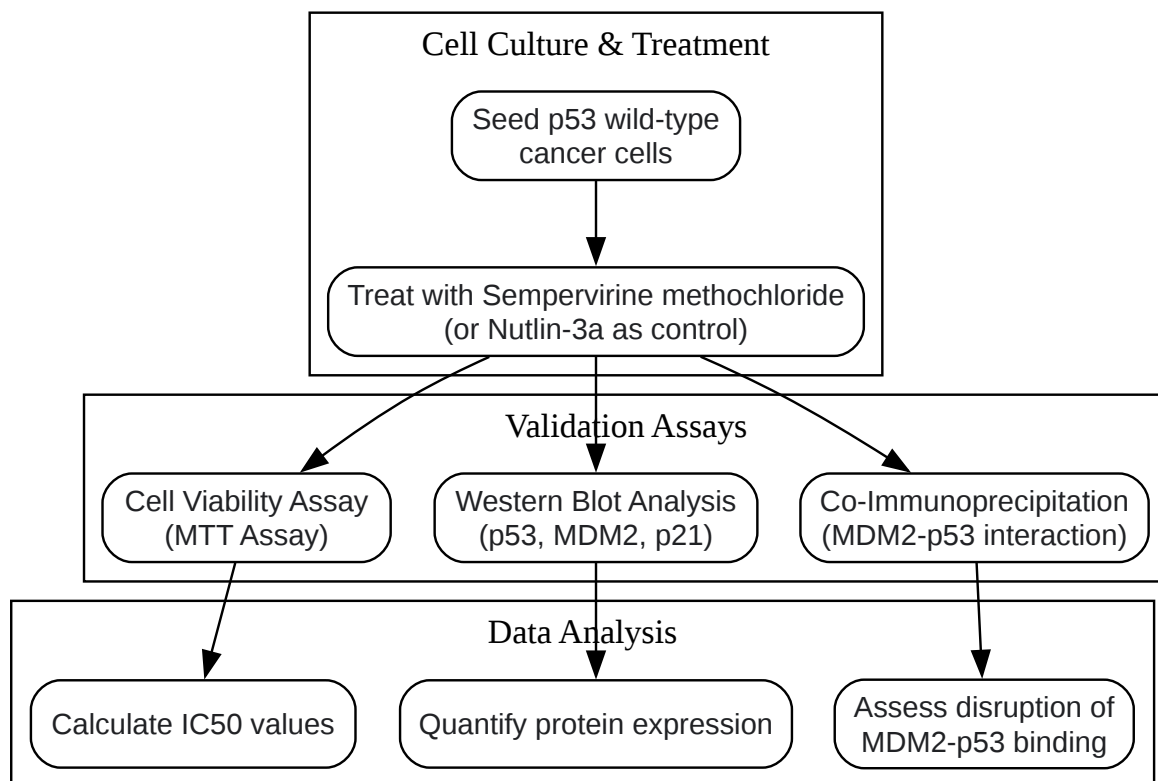 Cell Culture & Treatment
Seed p53 wild-type
cancer cells
Treat with Sempervirine methochloride
(or Nutlin-3a as control)
Validation Assays
Cell Viability Assay
(MTT Assay)
Western Blot Analysis
(p53, MDM2, p21)
Co-Immunoprecipitation
(MDM2-p53 interaction)
Data Analysis
Calculate IC50 values
Quantify protein expression
Assess disruption of
MDM2-p53 binding